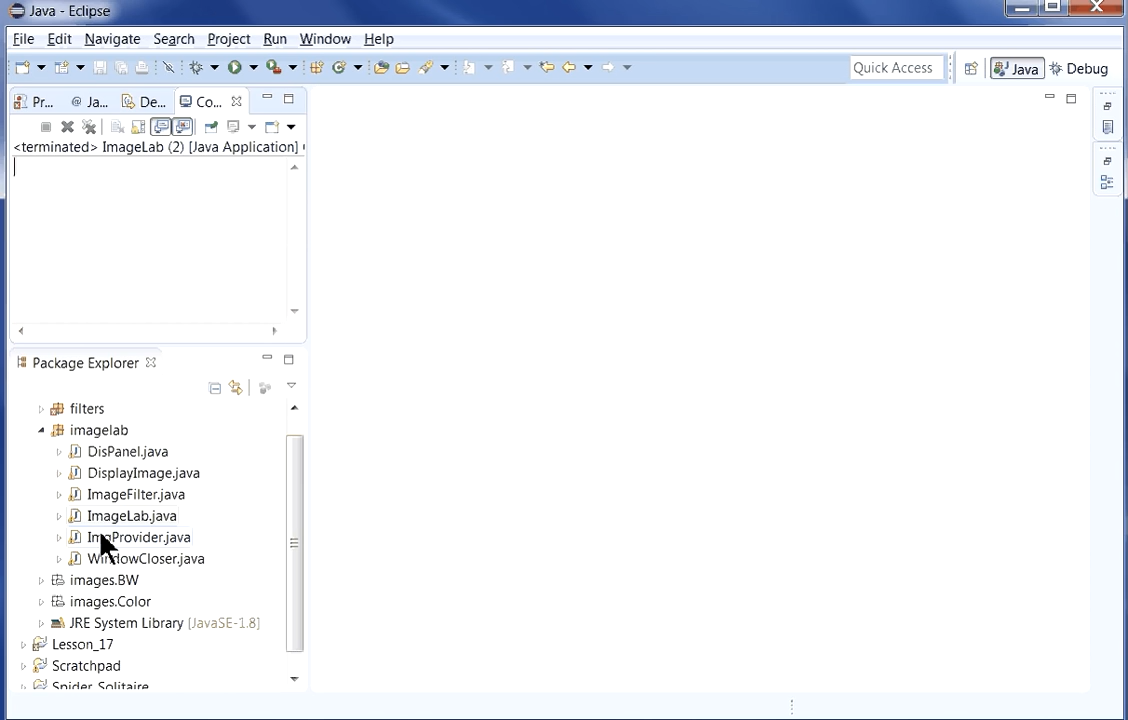 Java - Eclipse
File Edit Navigate Search Project Run Window Help
Quick Access Java Debug
Pr... Ja... De... Co...
<terminated> ImageLab (2) [Java Application]
Package Explorer
filters
imagelab
DisPanel.java
DisplayImage.java
ImageFilter.java
ImageLab.java
ImgProvider.java
WindowCloser.java
images.BW
images.Color
JRE System Library [JavaSE-1.8]
Lesson_17
Scratchpad
Spider_Solitaire